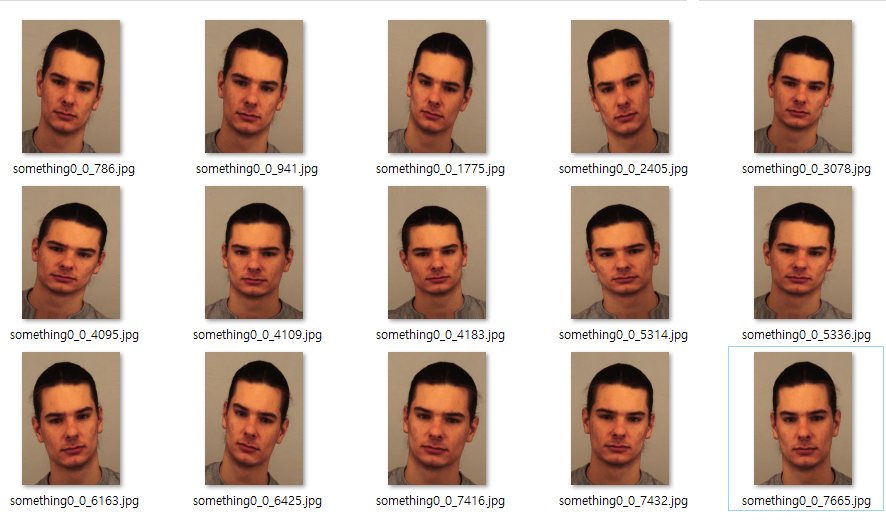 something0_0_786.jpg
something0_0_941.jpg
something0_0_1775.jpg
something0_0_2405.jpg
something0_0_3078.jpg
something0_0_4095.jpg
something0_0_4109.jpg
something0_0_4183.jpg
something0_0_5314.jpg
something0_0_5336.jpg
something0_0_6163.jpg
something0_0_6425.jpg
something0_0_7416.jpg
something0_0_7432.jpg
something0_0_7665.jpg